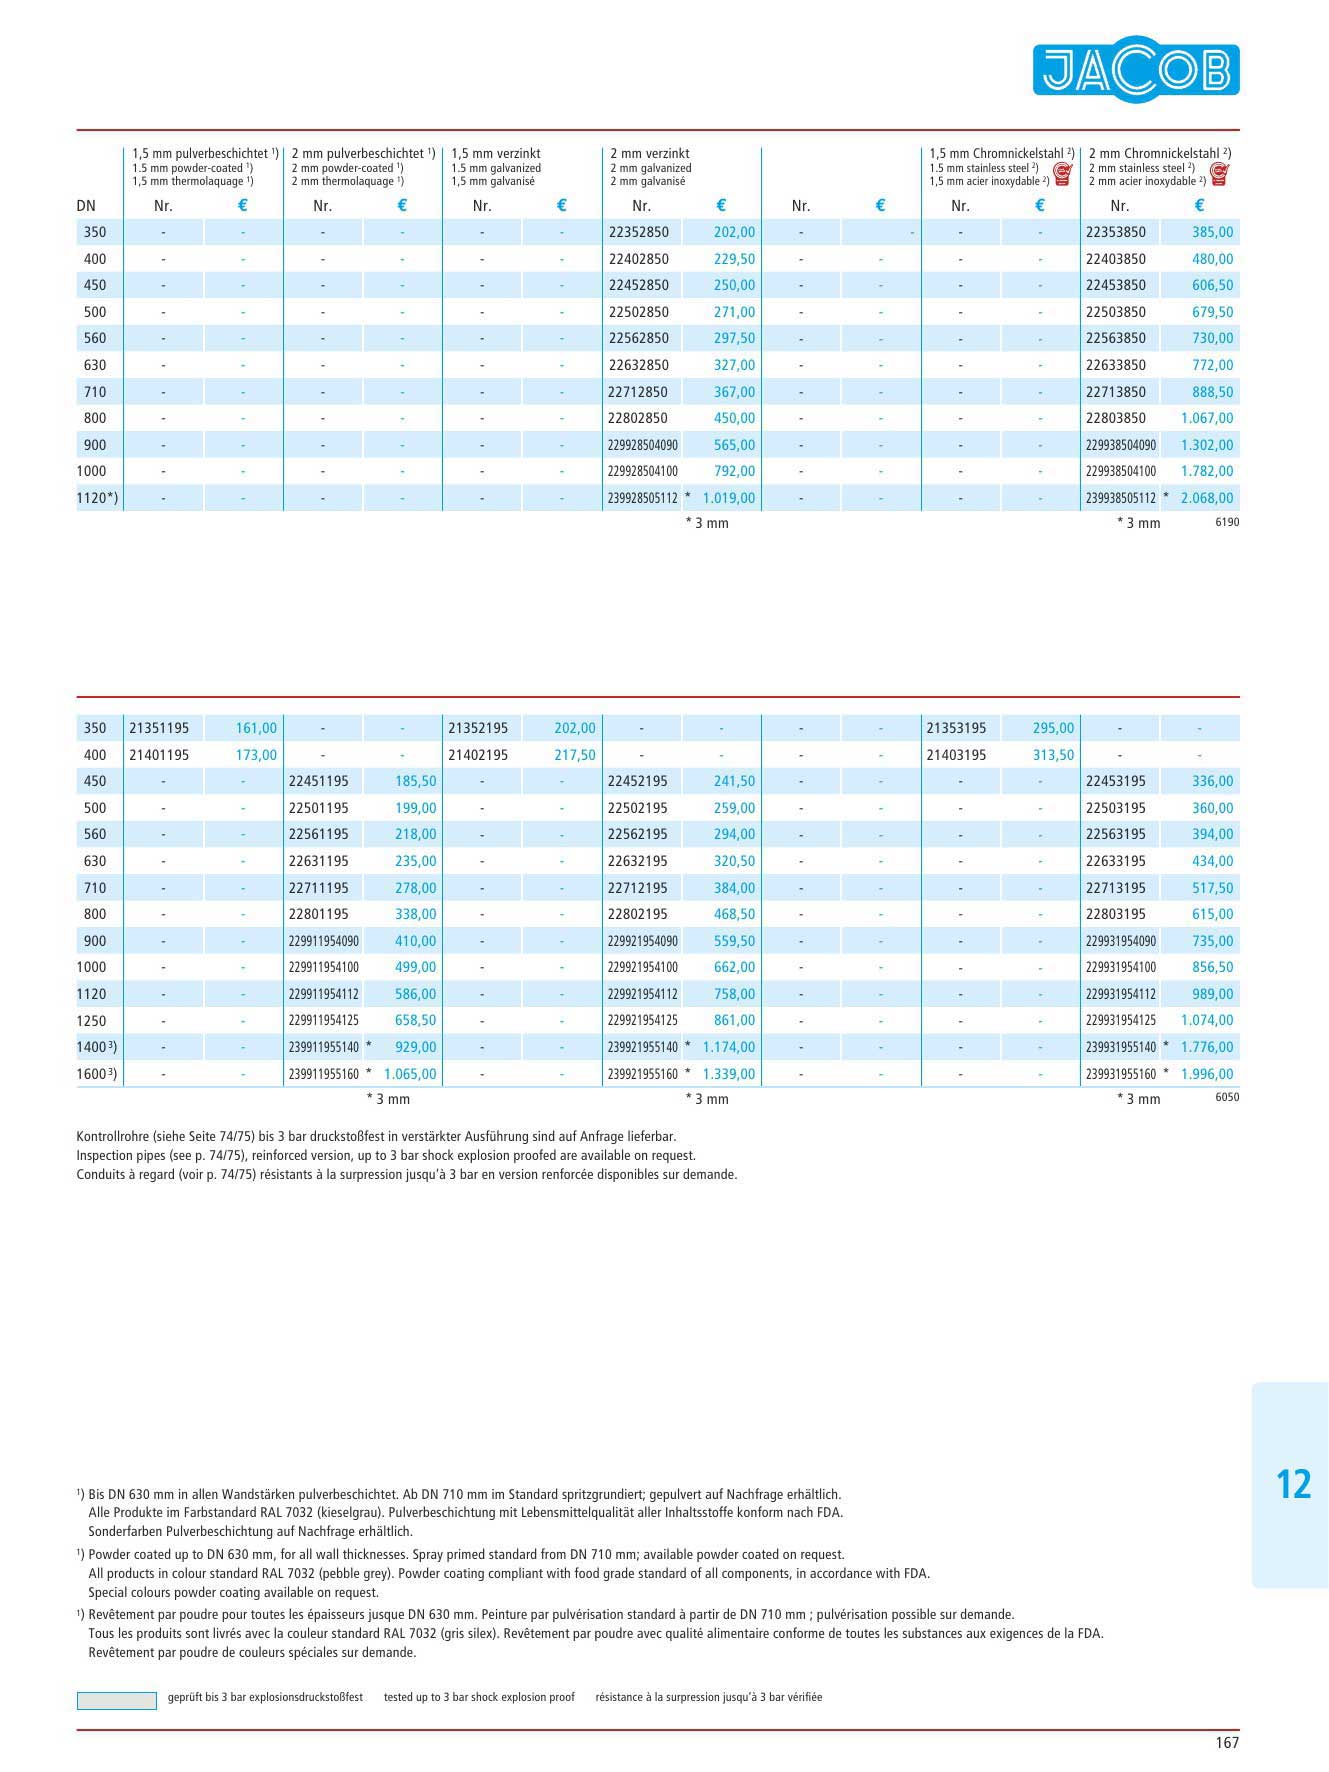 JACOB
1,5 mm pulverbeschichtet ¹) 2 mm pulverbeschichtet ¹) 1,5 mm verzinkt 2 mm verzinkt 1,5 mm Chromnickelstahl ²) 2 mm Chromnickelstahl ²)
1.5 mm powder-coated ¹) 2 mm powder-coated ¹) 1.5 mm galvanized 2 mm galvanized 1.5 mm stainless steel ²) 2 mm stainless steel ²)
1,5 mm thermolaquage ¹) 2 mm thermolaquage ¹) 1,5 mm galvanisé 2 mm galvanisé 1,5 mm acier inoxydable ²) 2 mm acier inoxydable ²)
DN Nr. € Nr. € Nr. € Nr. € Nr. € Nr. € Nr. €
350 - - - - - - 22352850 202,00 - - - - 22353850 385,00
400 - - - - - - 22402850 229,50 - - - - 22403850 480,00
450 - - - - - - 22452850 250,00 - - - - 22453850 606,50
500 - - - - - - 22502850 271,00 - - - - 22503850 679,50
560 - - - - - - 22562850 297,50 - - - - 22563850 730,00
630 - - - - - - 22632850 327,00 - - - - 22633850 772,00
710 - - - - - - 22712850 367,00 - - - - 22713850 888,50
800 - - - - - - 22802850 450,00 - - - - 22803850 1.067,00
900 - - - - - - 229928504090 565,00 - - - - 229938504090 1.302,00
1000 - - - - - - 229928504100 792,00 - - - - 229938504100 1.782,00
1120*) - - - - - - 239928505112 * 1.019,00 - - - - 239938505112 * 2.068,00
* 3 mm * 3 mm 6190
350 21351195 161,00 - - 21352195 202,00 - - - - 21353195 295,00 - -
400 21401195 173,00 - - 21402195 217,50 - - - - 21403195 313,50 - -
450 - - 22451195 185,50 - - 22452195 241,50 - - - - 22453195 336,00
500 - - 22501195 199,00 - - 22502195 259,00 - - - - 22503195 360,00
560 - - 22561195 218,00 - - 22562195 294,00 - - - - 22563195 394,00
630 - - 22631195 235,00 - - 22632195 320,50 - - - - 22633195 434,00
710 - - 22711195 278,00 - - 22712195 384,00 - - - - 22713195 517,50
800 - - 22801195 338,00 - - 22802195 468,50 - - - - 22803195 615,00
900 - - 229911954090 410,00 - - 229921954090 559,50 - - - - 229931954090 735,00
1000 - - 229911954100 499,00 - - 229921954100 662,00 - - - - 229931954100 856,50
1120 - - 229911954112 586,00 - - 229921954112 758,00 - - - - 229931954112 989,00
1250 - - 229911954125 658,50 - - 229921954125 861,00 - - - - 229931954125 1.074,00
1400 ³) - - 239911955140 * 929,00 - - 239921955140 * 1.174,00 - - - - 239931955140 * 1.776,00
1600 ³) - - 239911955160 * 1.065,00 - - 239921955160 * 1.339,00 - - - - 239931955160 * 1.996,00
* 3 mm * 3 mm * 3 mm 6050
Kontrollrohre (siehe Seite 74/75) bis 3 bar druckstoßfest in verstärkter Ausführung sind auf Anfrage lieferbar.
Inspection pipes (see p. 74/75), reinforced version, up to 3 bar shock explosion proofed are available on request.
Conduits à regard (voir p. 74/75) résistants à la surpression jusqu'à 3 bar en version renforcée disponibles sur demande.
12
¹) Bis DN 630 mm in allen Wandstärken pulverbeschichtet. Ab DN 710 mm im Standard spritzgrundiert; gepulvert auf Nachfrage erhältlich.
Alle Produkte im Farbstandard RAL 7032 (kieselgrau). Pulverbeschichtung mit Lebensmittelqualität aller Inhaltsstoffe konform nach FDA.
Sonderfarben Pulverbeschichtung auf Nachfrage erhältlich.
¹) Powder coated up to DN 630 mm, for all wall thicknesses. Spray primed standard from DN 710 mm; available powder coated on request.
All products in colour standard RAL 7032 (pebble grey). Powder coating compliant with food grade standard of all components, in accordance with FDA.
Special colours powder coating available on request.
¹) Revêtement par poudre pour toutes les épaisseurs jusque DN 630 mm. Peinture par pulvérisation standard à partir de DN 710 mm ; pulvérisation possible sur demande.
Tous les produits sont livrés avec la couleur standard RAL 7032 (gris silex). Revêtement par poudre avec qualité alimentaire conforme de toutes les substances aux exigences de la FDA.
Revêtement par poudre de couleurs spéciales sur demande.
geprüft bis 3 bar explosionsdruckstoßfest tested up to 3 bar shock explosion proof résistance à la surpression jusqu'à 3 bar vérifiée
167